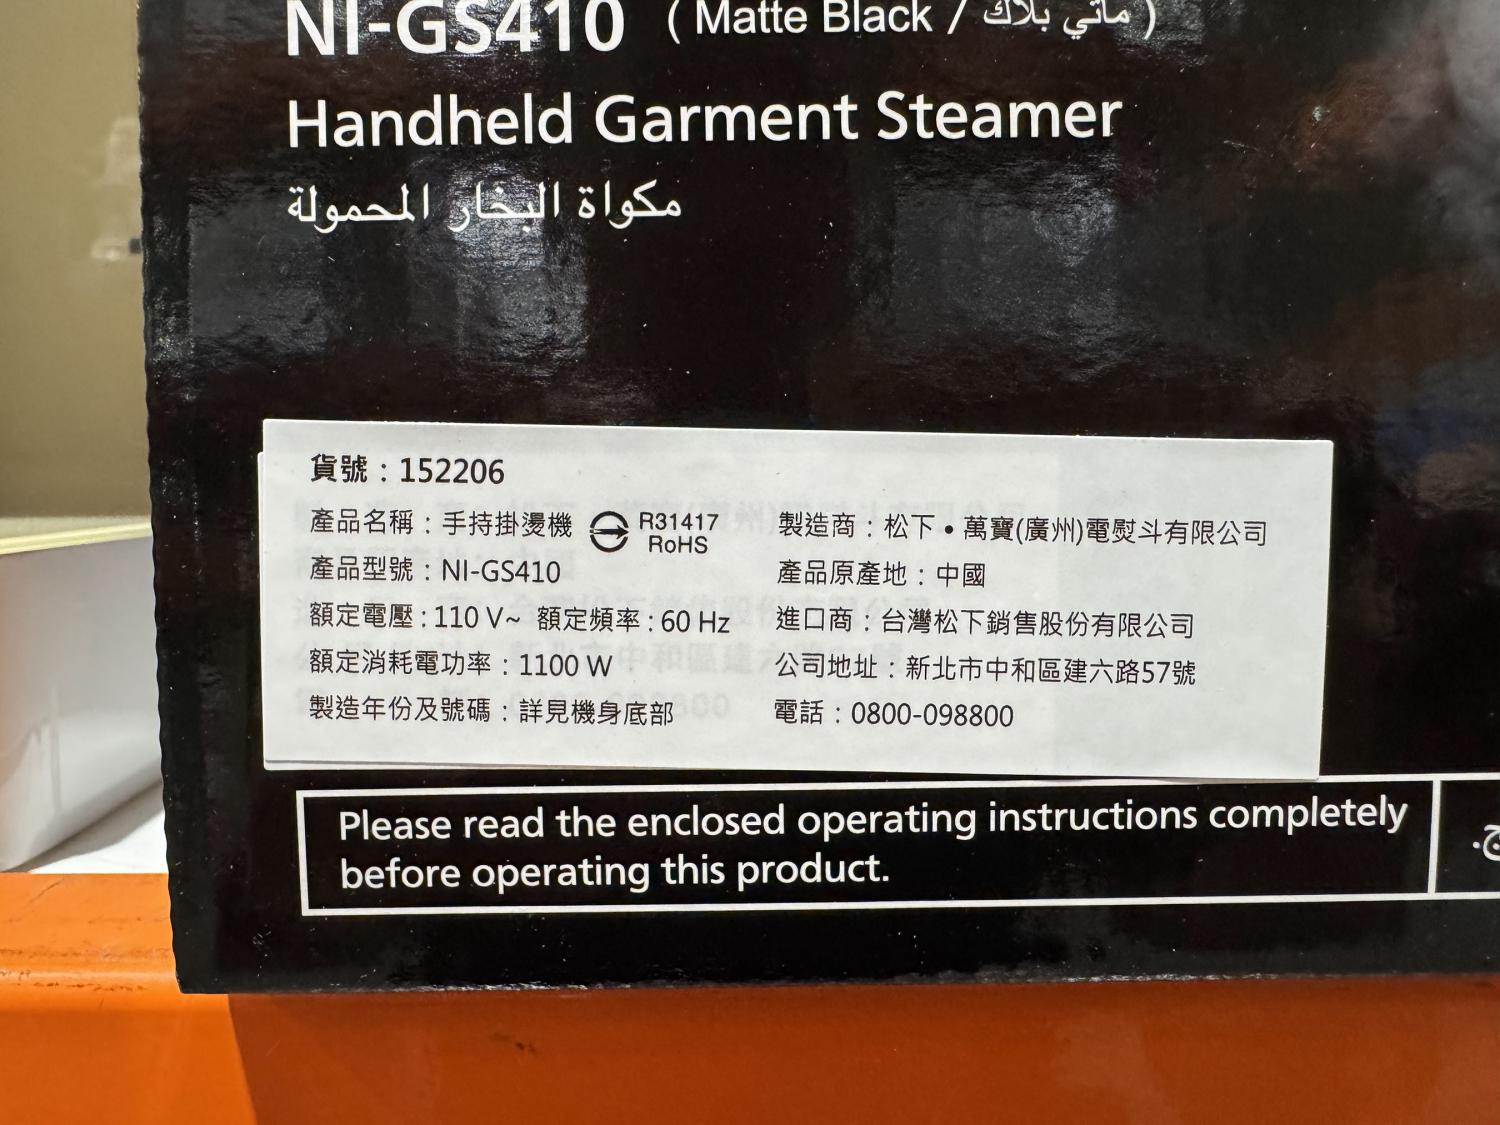 NI-GS410 ( Matte Black / ماتي بلاك )
Handheld Garment Steamer
مكواة البخار المحمولة
貨號：152206
產品名稱：手持掛燙機 R31417 RoHS
產品型號：NI-GS410
額定電壓：110 V~ 額定頻率：60 Hz
額定消耗電功率：1100 W
製造年份及號碼：詳見機身底部
製造商：松下•萬寶(廣州)電熨斗有限公司
產品原產地：中國
進口商：台灣松下銷售股份有限公司
公司地址：新北市中和區建六路57號
電話：0800-098800
Please read the enclosed operating instructions completely
before operating this product.